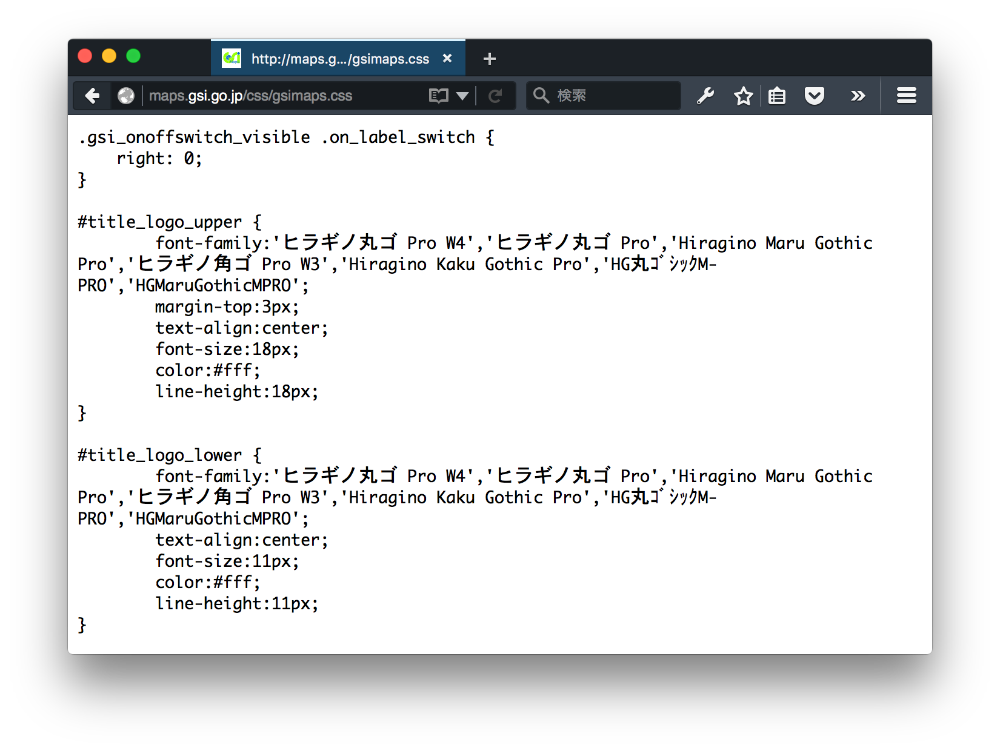 http://maps.g.../gsimaps.css
maps.gsi.go.jp/css/gsimaps.css
検索
.gsi_onoffswitch_visible .on_label_switch {
    right: 0;
}
#title_logo_upper {
        font-family:'ヒラギノ丸ゴ Pro W4','ヒラギノ丸ゴ Pro','Hiragino Maru Gothic
Pro','ヒラギノ角ゴ Pro W3','Hiragino Kaku Gothic Pro','HG丸ｺﾞｼｯｸM-
PRO','HGMaruGothicMPRO';
        margin-top:3px;
        text-align:center;
        font-size:18px;
        color:#fff;
        line-height:18px;
}
#title_logo_lower {
        font-family:'ヒラギノ丸ゴ Pro W4','ヒラギノ丸ゴ Pro','Hiragino Maru Gothic
Pro','ヒラギノ角ゴ Pro W3','Hiragino Kaku Gothic Pro','HG丸ｺﾞｼｯｸM-
PRO','HGMaruGothicMPRO';
        text-align:center;
        font-size:11px;
        color:#fff;
        line-height:11px;
}